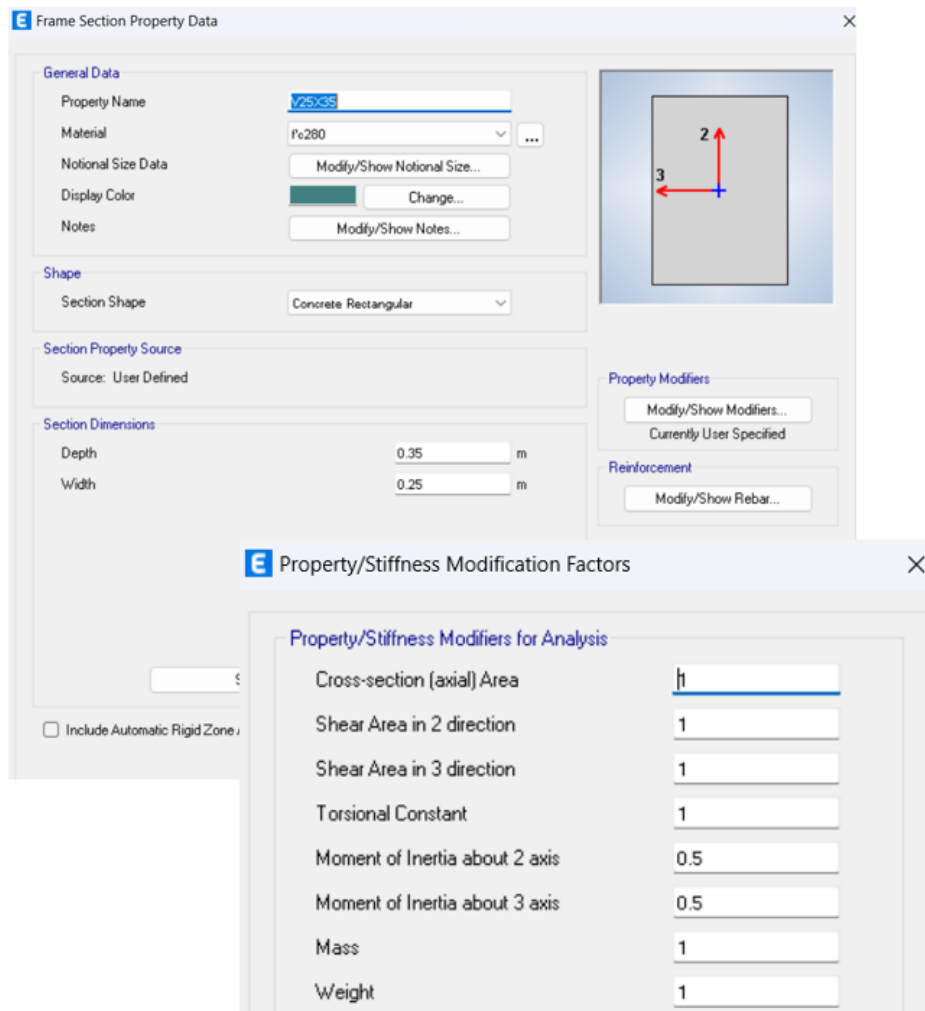 E Frame Section Property Data
General Data
Property Name V25X35
Material f'c280 ...
Notional Size Data Modify/Show Notional Size...
Display Color Change...
Notes Modify/Show Notes...
2
3
Shape
Section Shape Concrete Rectangular
Section Property Source
Source: User Defined
Property Modifiers
Modify/Show Modifiers...
Currently User Specified
Section Dimensions
Depth 0.35 m
Width 0.25 m
Reinforcement
Modify/Show Rebar...
Include Automatic Rigid Zone
E Property/Stiffness Modification Factors
Property/Stiffness Modifiers for Analysis
Cross-section (axial) Area 1
Shear Area in 2 direction 1
Shear Area in 3 direction 1
Torsional Constant 1
Moment of Inertia about 2 axis 0.5
Moment of Inertia about 3 axis 0.5
Mass 1
Weight 1